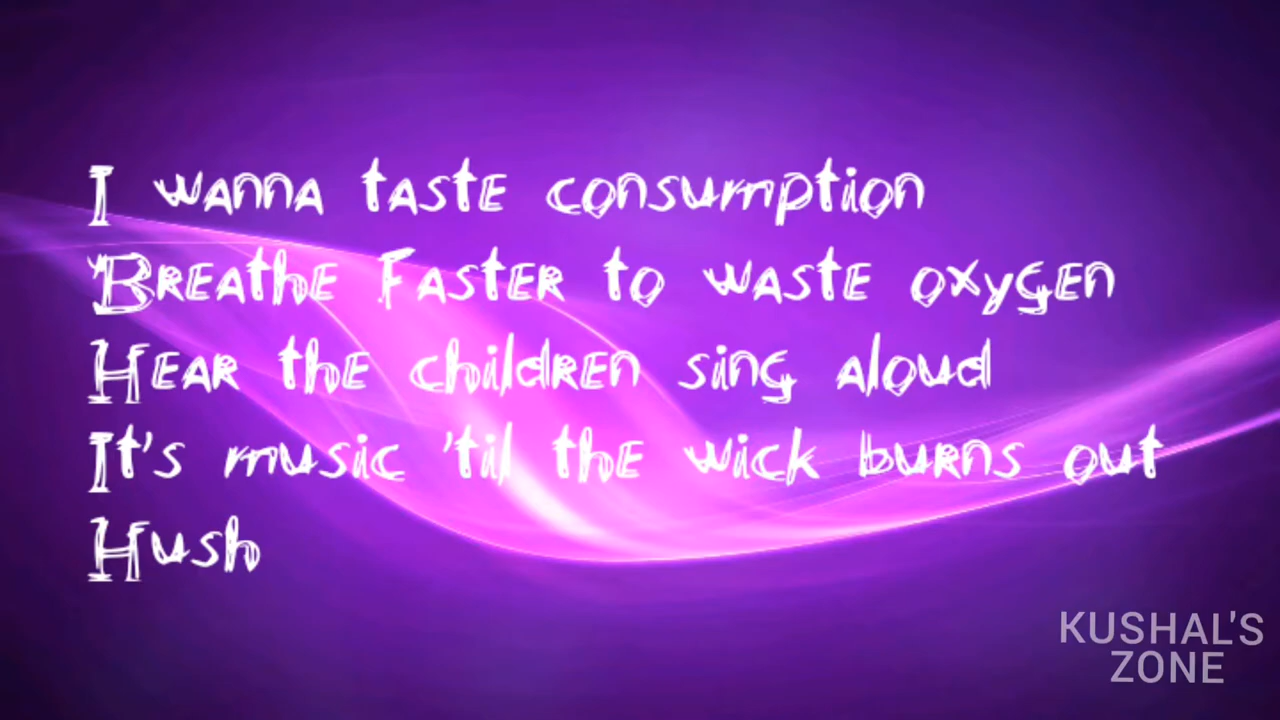 I wanna taste consumption
Breathe Faster to waste oxygen
Hear the children sing aloud
It's music 'til the wick burns out
Hush
KUSHAL'S
ZONE